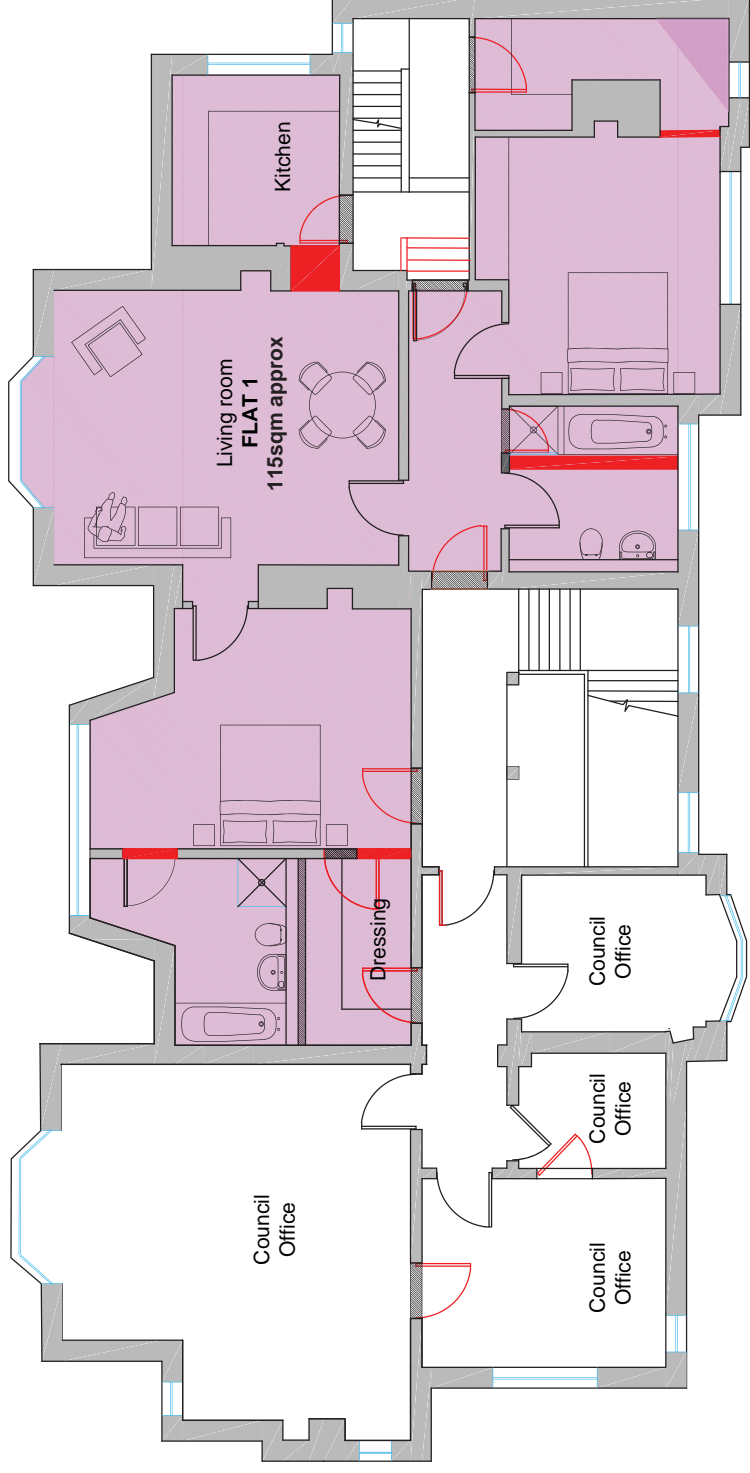 Kitchen
Living room
FLAT 1
115sqm approx
Dressing
Council
Office
Council
Office
Council
Office
Council
Office